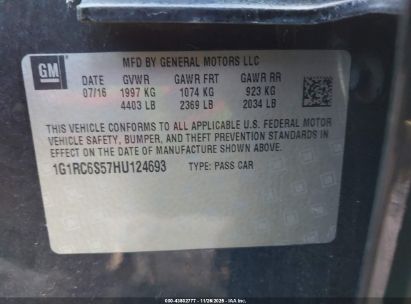 MFD BY GENERAL MOTORS LLC
GM
DATE GVWR GAWR FRT GAWR RR
07/16 1997 KG 1074 KG 923 KG
4403 LB 2369 LB 2034 LB
THIS VEHICLE CONFORMS TO ALL APPLICABLE U.S. FEDERAL MOTOR
VEHICLE SAFETY, BUMPER, AND THEFT PREVENTION STANDARDS IN
EFFECT ON THE DATE OF MANUFACTURE SHOWN ABOVE.
1G1RC6S57HU124693 TYPE: PASS CAR